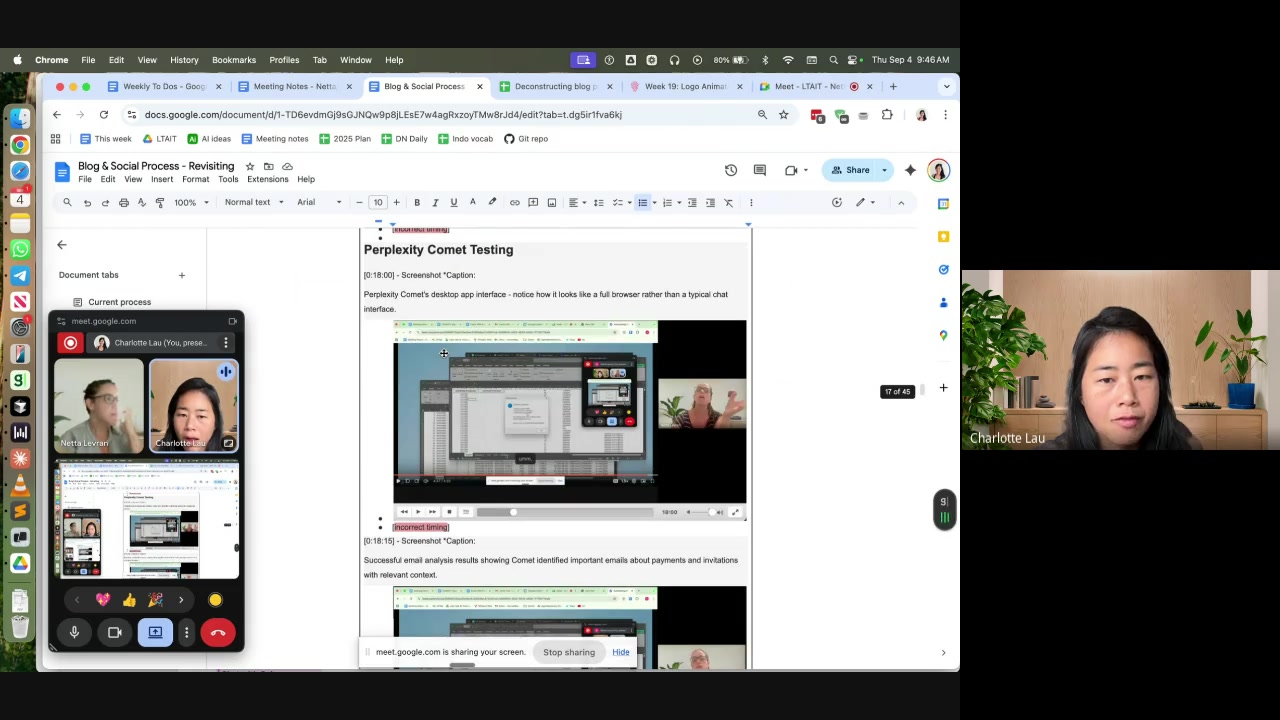 Chrome File Edit View History Bookmarks Profiles Tab Window Help 80% Thu Sep 4 9:46 AM
Weekly To Dos - Goog Meeting Notes - Netta Blog & Social Process Deconstructing blog p Week 19: Logo Animat Meet - LTAIT - Net
docs.google.com/document/d/1-TD6evdmGj9sGJNQw9p8jLEsE7w4agRxzoyTMw8rJd4/edit?tab=t.dg5ir1fva6kj
This week LTAIT AI ideas Meeting notes 2025 Plan DN Daily Indo vocab Git repo
Blog & Social Process - Revisiting
File Edit View Insert Format Tools Extensions Help
Share
100% Normal text Arial 10
[incorrect timing]
Perplexity Comet Testing
Document tabs
[0:18:00] - Screenshot *Caption:
Perplexity Comet's desktop app interface - notice how it looks like a full browser rather than a typical chat
interface.
Current process
meet.google.com
Charlotte Lau (You, prese...
Netta Levran
Charlotte Lau
17 of 45
[incorrect timing]
[0:18:15] - Screenshot *Caption:
Successful email analysis results showing Comet identified important emails about payments and invitations
with relevant context.
meet.google.com is sharing your screen.
Stop sharing
Hide
Charlotte Lau